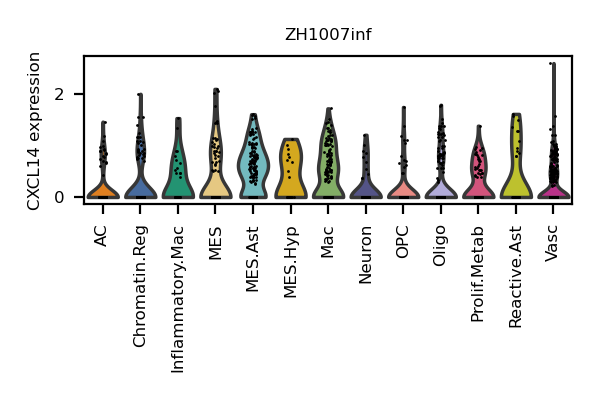 ZH1007inf
CXCL14 expression
2
0
AC
Chromatin.Reg
Inflammatory.Mac
MES
MES.Ast
MES.Hyp
Mac
Neuron
OPC
Oligo
Prolif.Metab
Reactive.Ast
Vasc